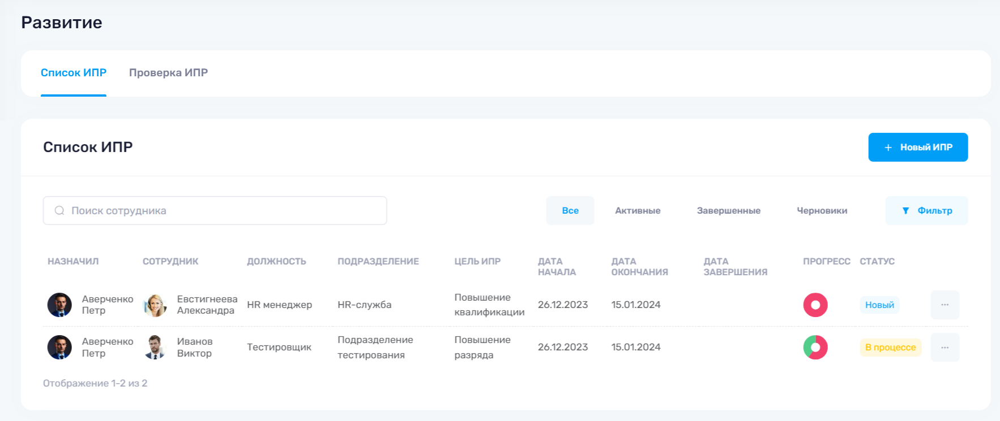 Развитие
Список ИПР Проверка ИПР
Список ИПР
+ Новый ИПР
Поиск сотрудника
Все Активные Завершенные Черновики Фильтр
НАЗНАЧИЛ СОТРУДНИК ДОЛЖНОСТЬ ПОДРАЗДЕЛЕНИЕ ЦЕЛЬ ИПР ДАТА НАЧАЛА ДАТА ОКОНЧАНИЯ ДАТА ЗАВЕРШЕНИЯ ПРОГРЕСС СТАТУС
Аверченко Петр Евстигнеева Александра HR менеджер HR-служба Повышение квалификации 26.12.2023 15.01.2024 Новый ...
Аверченко Петр Иванов Виктор Тестировщик Подразделение тестирования Повышение разряда 26.12.2023 15.01.2024 В процессе ...
Отображение 1-2 из 2